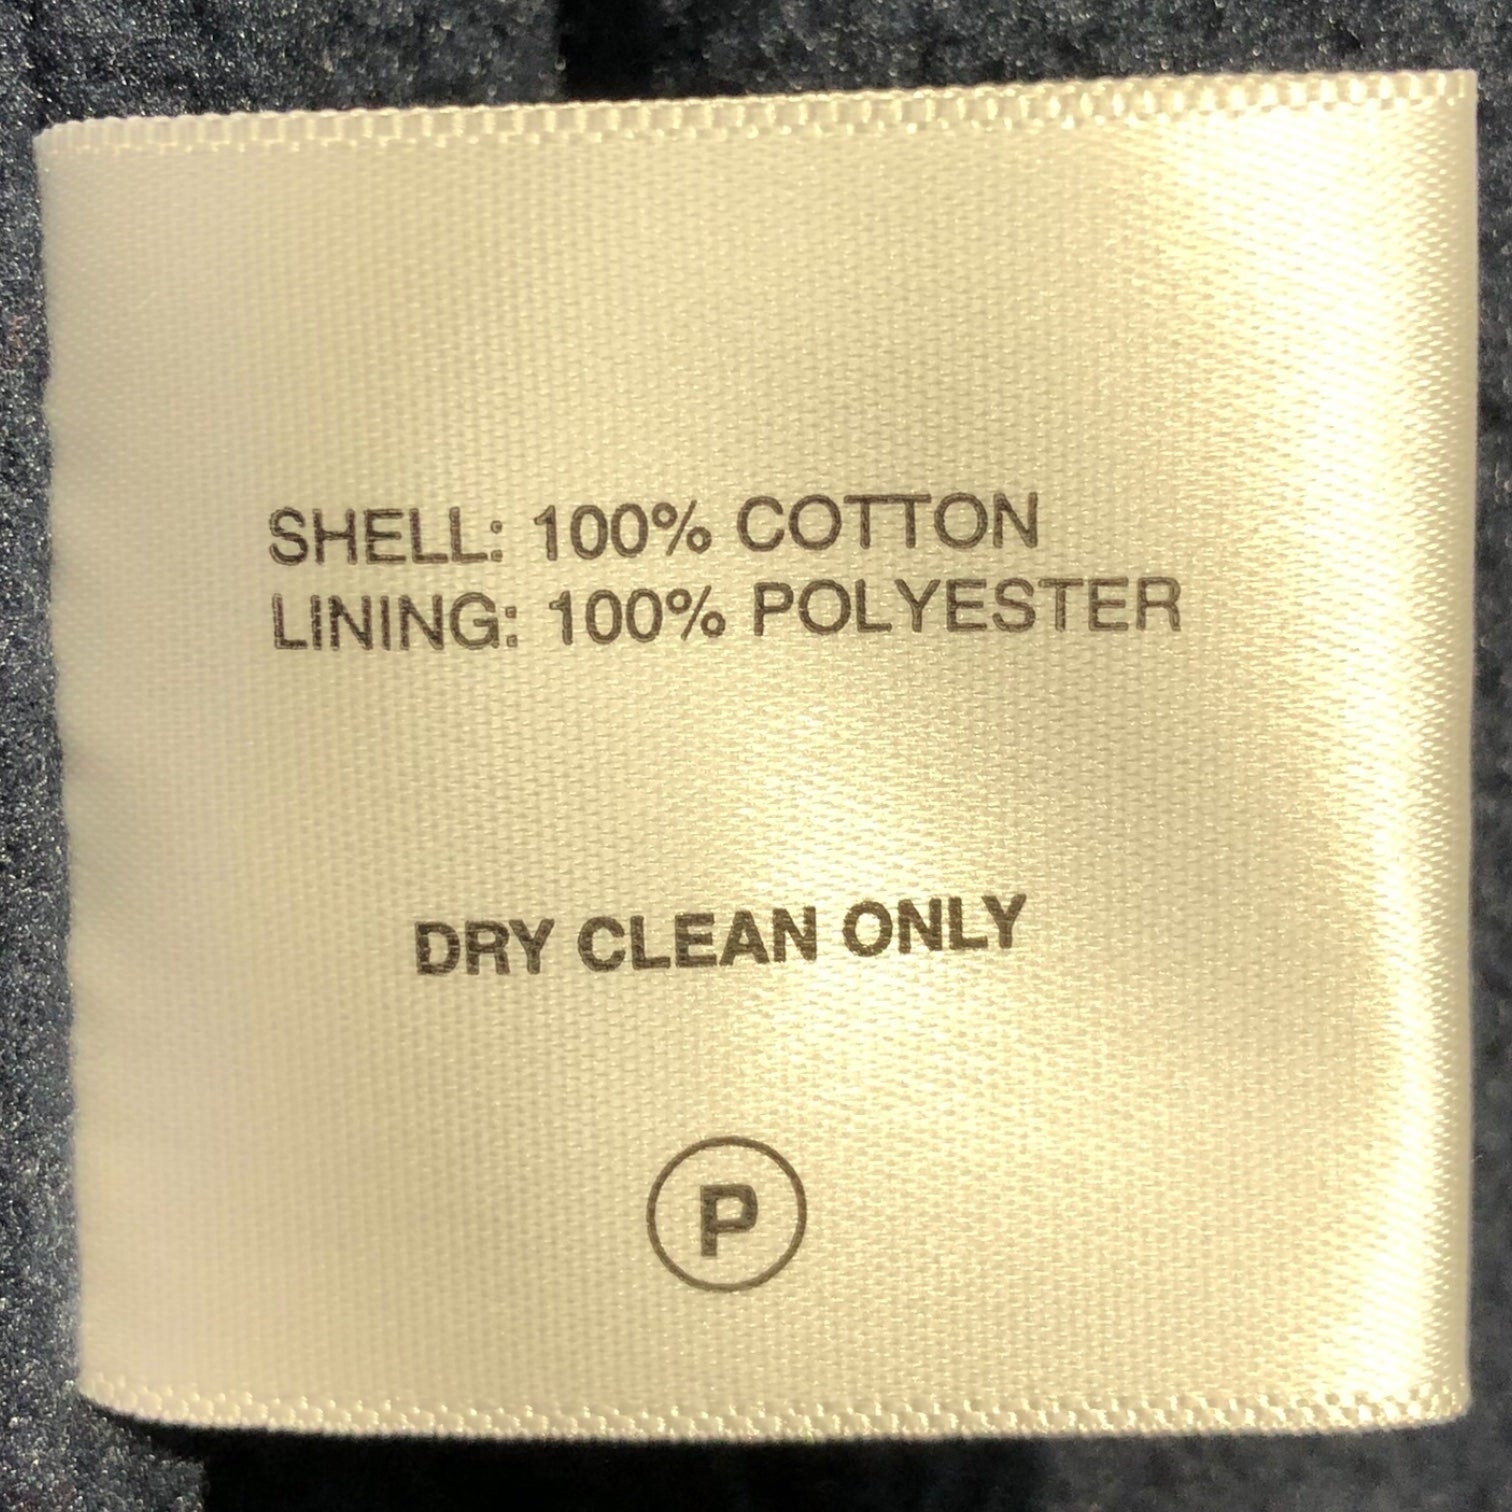 SHELL: 100% COTTON
LINING: 100% POLYESTER
DRY CLEAN ONLY
P